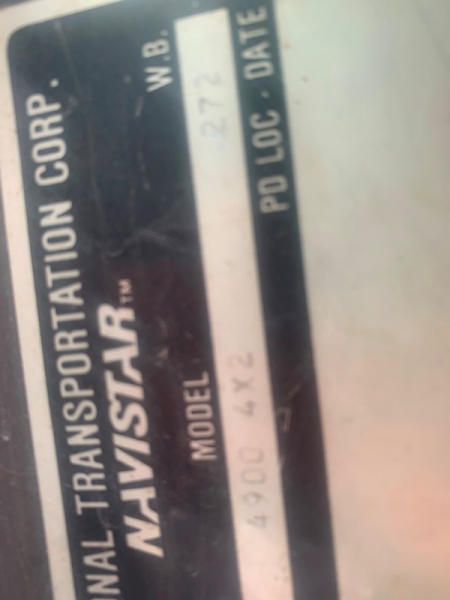 NAL TRANSPORTATION CORP.
NAVISTAR™
MODEL W.B.
4900 4X2 272
PD LOC - DATE